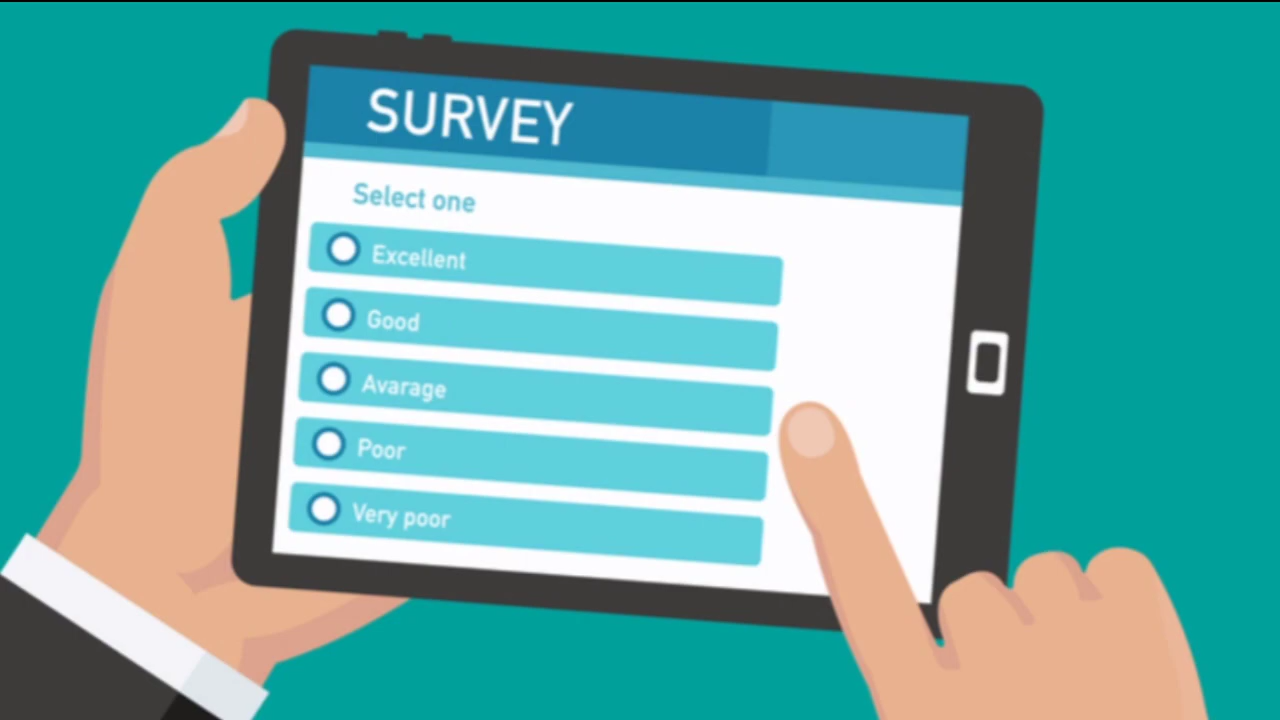 SURVEY
Select one
Excellent
Good
Avarage
Poor
Very poor